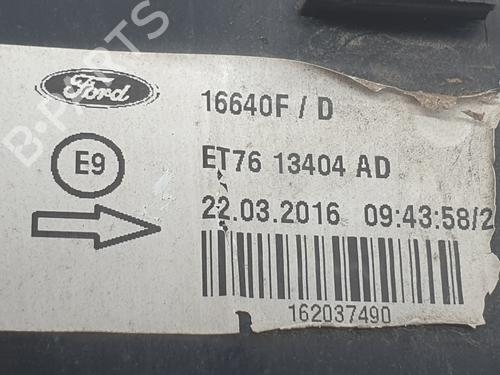 Ford
16640F / D
E9
ET76 13404 AD
22.03.2016 09:43:58/2
162037490
B-PARTS